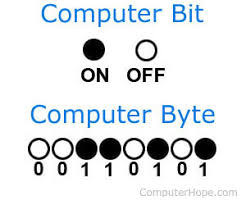 Computer Bit
ON OFF
Computer Byte
0 0 1 1 0 1 0 1
ComputerHope.com